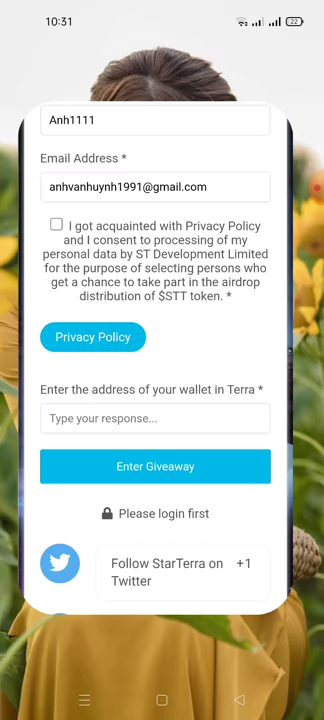 10:31
22
Anh1111
Email Address *
anhvanhuynh1991@gmail.com
I got acquainted with Privacy Policy
and I consent to processing of my
personal data by ST Development Limited
for the purpose of selecting persons who
get a chance to take part in the airdrop
distribution of $STT token. *
Privacy Policy
Enter the address of your wallet in Terra *
Type your response...
Enter Giveaway
Please login first
Follow StarTerra on +1
Twitter